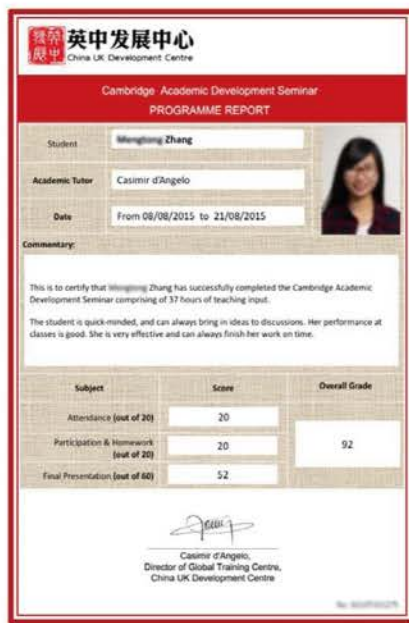 英中发展中心
China UK Development Centre
Cambridge Academic Development Seminar
PROGRAMME REPORT
Student
Zhang
Academic Tutor
Casimir d'Angelo
Date
From 08/08/2015 to 21/08/2015
Commentary:
This is to certify that Zhang has successfully completed the Cambridge Academic
Development Seminar comprising of 37 hours of teaching input.
The student is quick-minded, and can always bring in ideas to discussions. Her performance at
classes is good. She is very effective and can always finish her work on time.
Subject Score Overall Grade
Attendance (out of 20) 20
Participation & Homework
(out of 20) 20 92
Final Presentation (out of 60) 52
Casimir d'Angelo,
Director of Global Training Centre,
China UK Development Centre